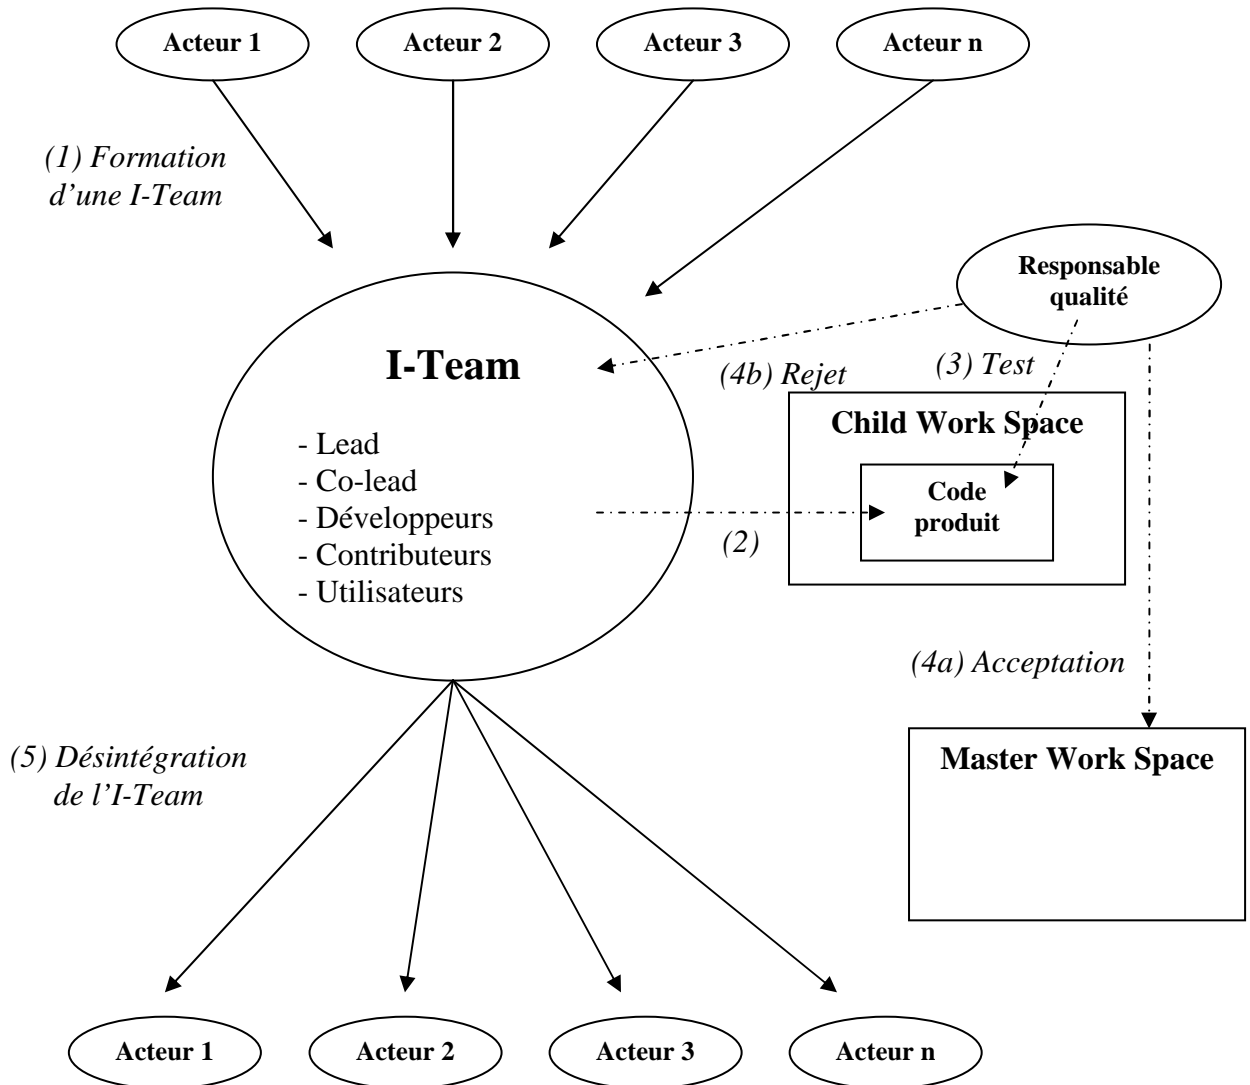 Acteur 1
Acteur 2
Acteur 3
Acteur n
(1) Formation
d’une I-Team
Responsable
qualité
I-Team
(4b) Rejet
(3) Test
Child Work Space
- Lead
- Co-lead
- Développeurs
- Contributeurs
- Utilisateurs
Code
produit
(2)
(4a) Acceptation
(5) Désintégration
de l’I-Team
Master Work Space
Acteur 1
Acteur 2
Acteur 3
Acteur n